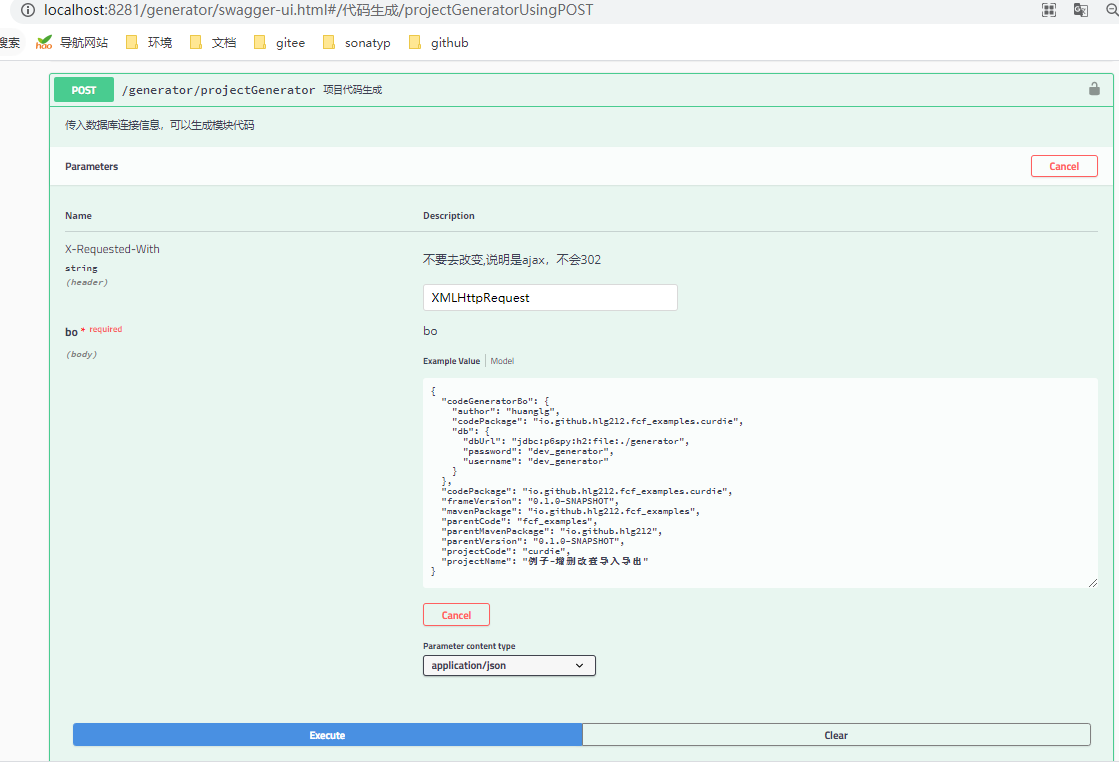 localhost:8281/generator/swagger-ui.html#/代码生成/projectGeneratorUsingPOST
搜索 hao 导航网站 环境 文档 gitee sonatyp github
POST /generator/projectGenerator 项目代码生成
传入数据库连接信息，可以生成模块代码
Parameters Cancel
Name Description
X-Requested-With
string
(header)
不要去改变,说明是ajax，不会302
XMLHttpRequest
bo * required
(body)
bo
Example Value Model
{
"codeGeneratorBo": {
"author": "huanglg",
"codePackage": "io.github.hlg212.fcf_examples.curdie",
"db": {
"dbUrl": "jdbc:p6spy:h2:file:./generator",
"password": "dev_generator",
"username": "dev_generator"
}
},
"codePackage": "io.github.hlg212.fcf_examples.curdie",
"frameVersion": "0.1.0-SNAPSHOT",
"mavenPackage": "io.github.hlg212.fcf_examples",
"parentCode": "fcf_examples",
"parentMavenPackage": "io.github.hlg212",
"parentVersion": "0.1.0-SNAPSHOT",
"projectCode": "curdie",
"projectName": "例子-增删改查导入导出"
}
Cancel
Parameter content type
application/json
Execute Clear